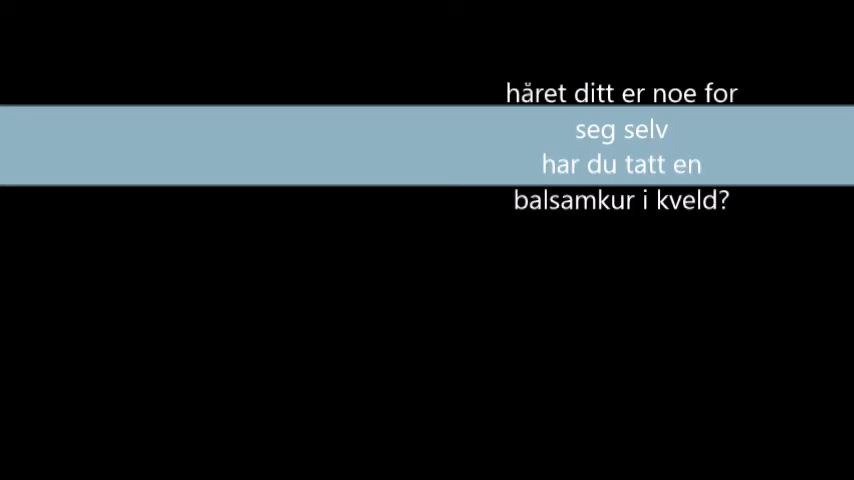 håret ditt er noe for
seg selv
har du tatt en
balsamkur i kveld?